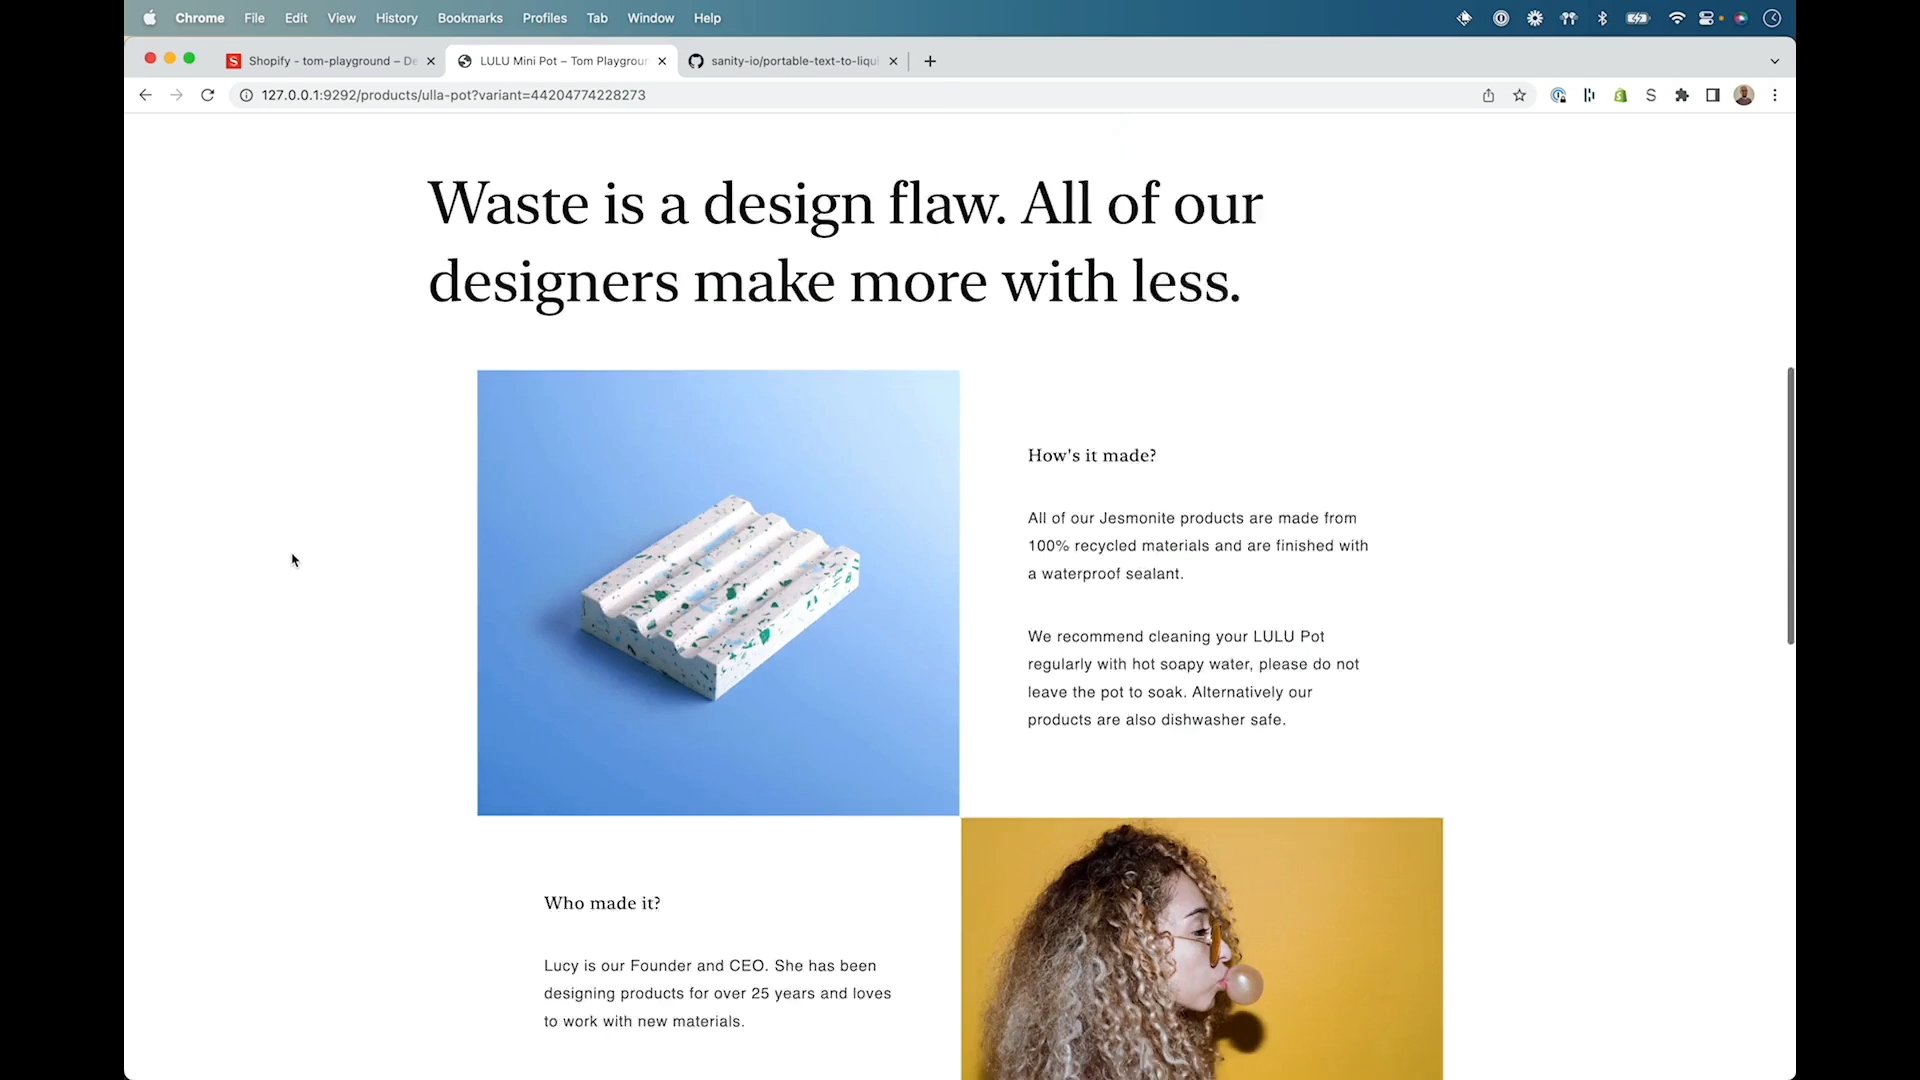 Chrome File Edit View History Bookmarks Profiles Tab Window Help
Shopify - tom-playground – De
LULU Mini Pot – Tom Playgroun
sanity-io/portable-text-to-liqui
127.0.0.1:9292/products/ulla-pot?variant=44204774228273
Waste is a design flaw. All of our
designers make more with less.
How's it made?
All of our Jesmonite products are made from
100% recycled materials and are finished with
a waterproof sealant.
We recommend cleaning your LULU Pot
regularly with hot soapy water, please do not
leave the pot to soak. Alternatively our
products are also dishwasher safe.
Who made it?
Lucy is our Founder and CEO. She has been
designing products for over 25 years and loves
to work with new materials.